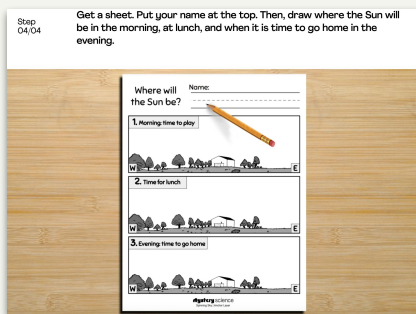 Step
04/04
Get a sheet. Put your name at the top. Then, draw where the Sun will
be in the morning, at lunch, and when it is time to go home in the
evening.
Where will
the Sun be?
Name:
1. Morning: time to play
W
E
2. Time for lunch
W
E
3. Evening: time to go home
W
E
mystery science